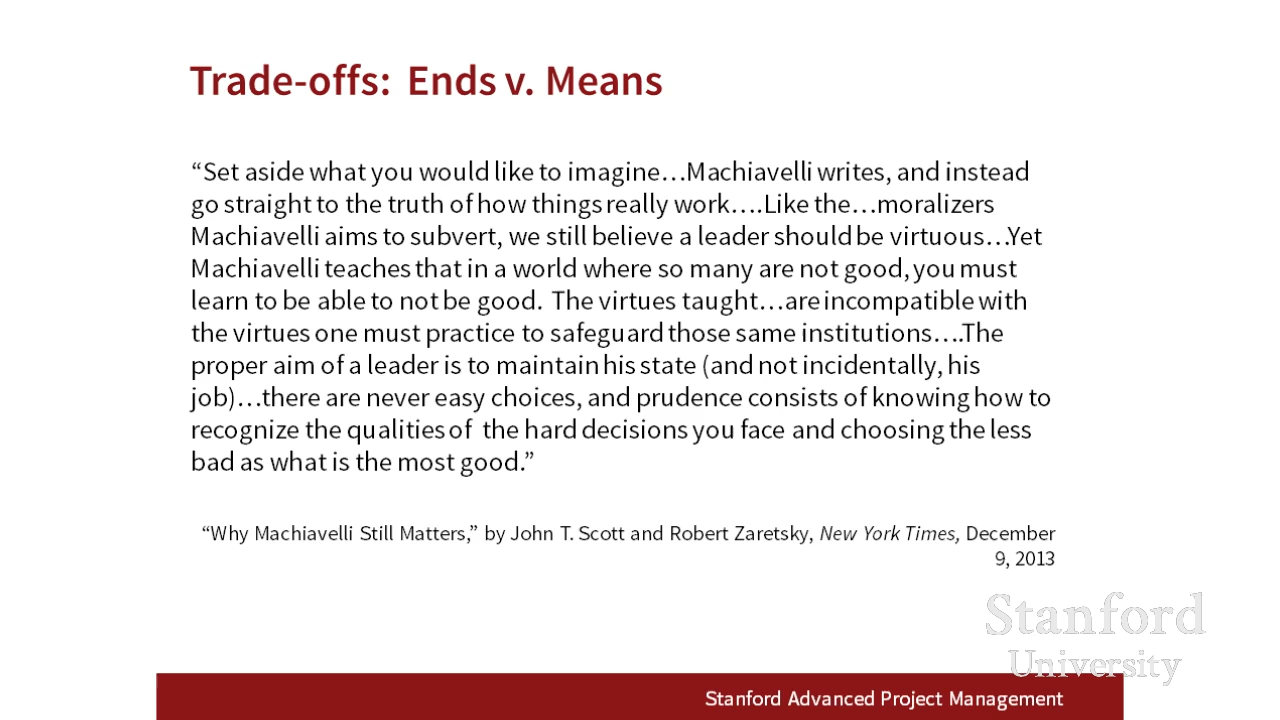 Trade-offs: Ends v. Means
“Set aside what you would like to imagine…Machiavelli writes, and instead
go straight to the truth of how things really work….Like the…moralizers
Machiavelli aims to subvert, we still believe a leader should be virtuous…Yet
Machiavelli teaches that in a world where so many are not good, you must
learn to be able to not be good. The virtues taught…are incompatible with
the virtues one must practice to safeguard those same institutions….The
proper aim of a leader is to maintain his state (and not incidentally, his
job)…there are never easy choices, and prudence consists of knowing how to
recognize the qualities of the hard decisions you face and choosing the less
bad as what is the most good.”
“Why Machiavelli Still Matters,” by John T. Scott and Robert Zaretsky, New York Times, December
9, 2013
Stanford
University
Stanford Advanced Project Management